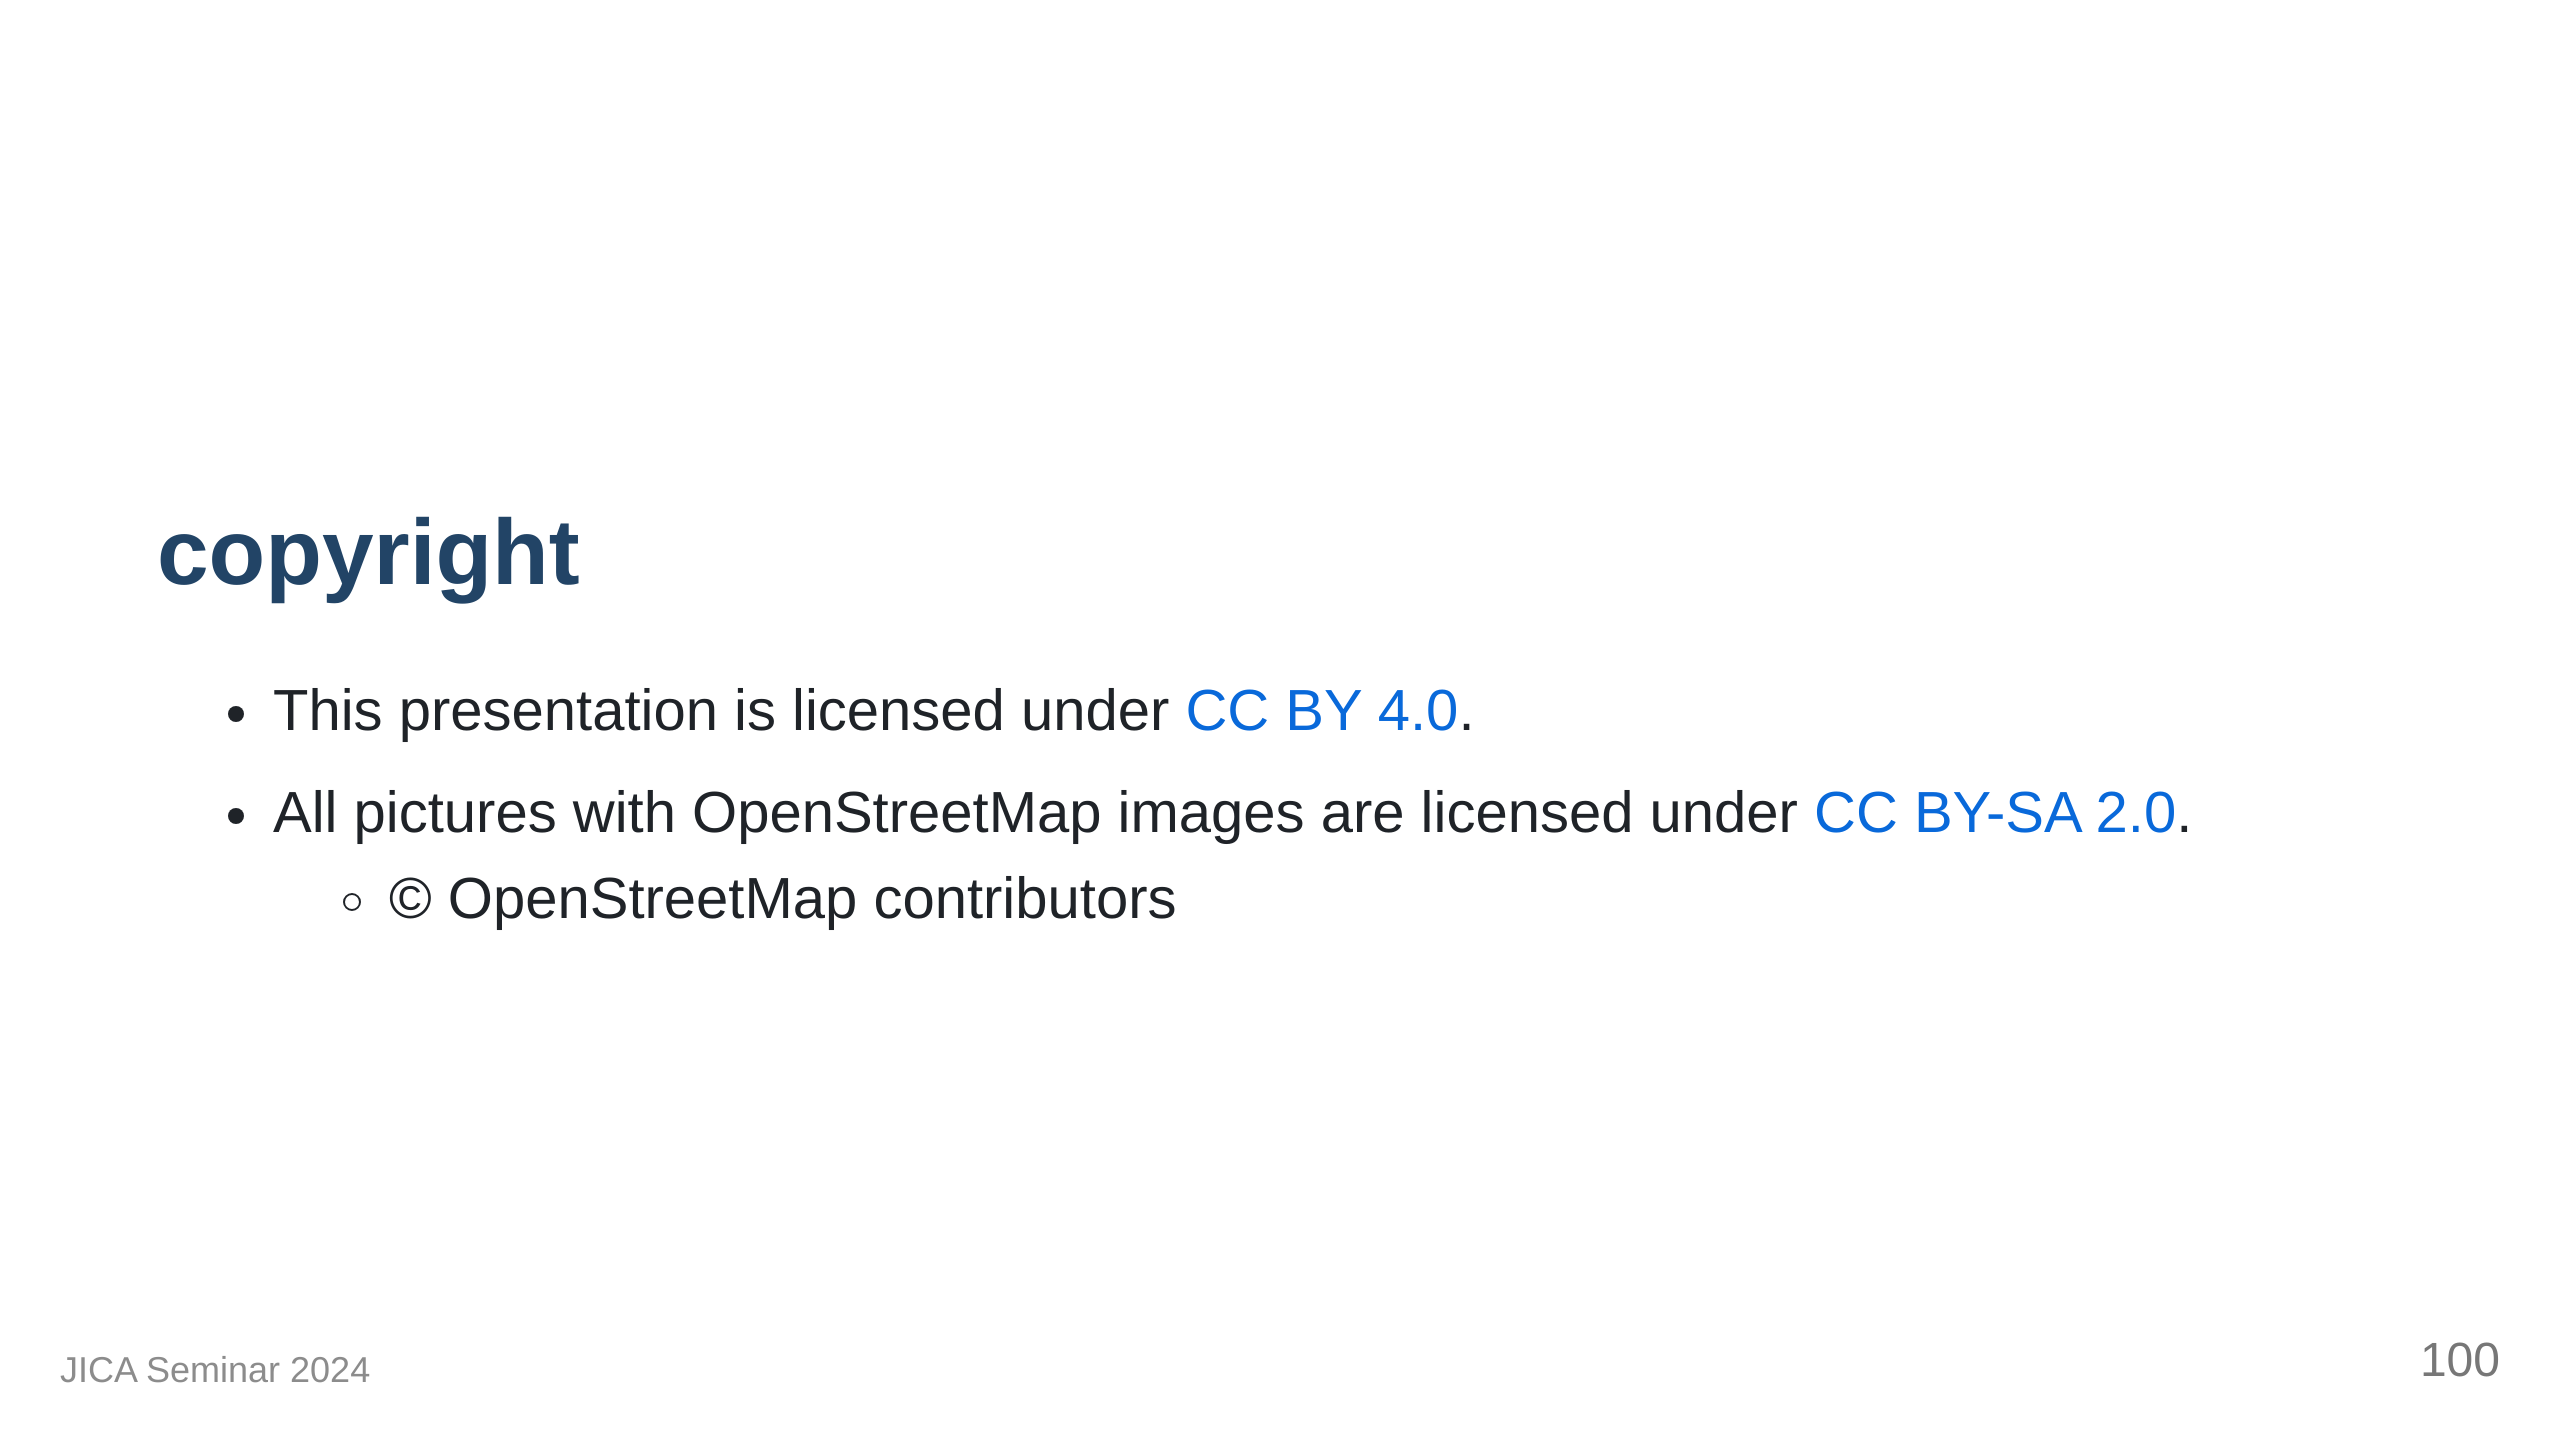 copyright
• This presentation is licensed under CC BY 4.0.
• All pictures with OpenStreetMap images are licensed under CC BY-SA 2.0.
◦ © OpenStreetMap contributors
JICA Seminar 2024
100